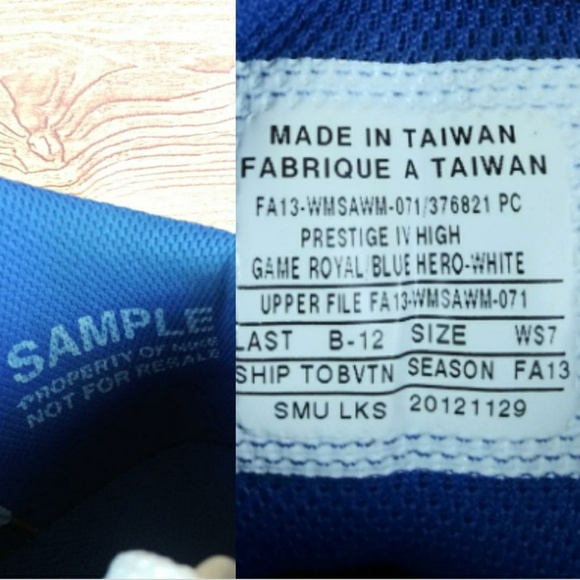 SAMPLE
PROPERTY OF NIKE
NOT FOR RESALE
MADE IN TAIWAN
FABRIQUE A TAIWAN
FA13-WMSAWM-071/376821 PC
PRESTIGE IV HIGH
GAME ROYAL/BLUE HERO-WHITE
UPPER FILE FA13-WMSAWM-071
LAST B-12 SIZE WS7
SHIP TOBVTN SEASON FA13
SMU LKS 20121129